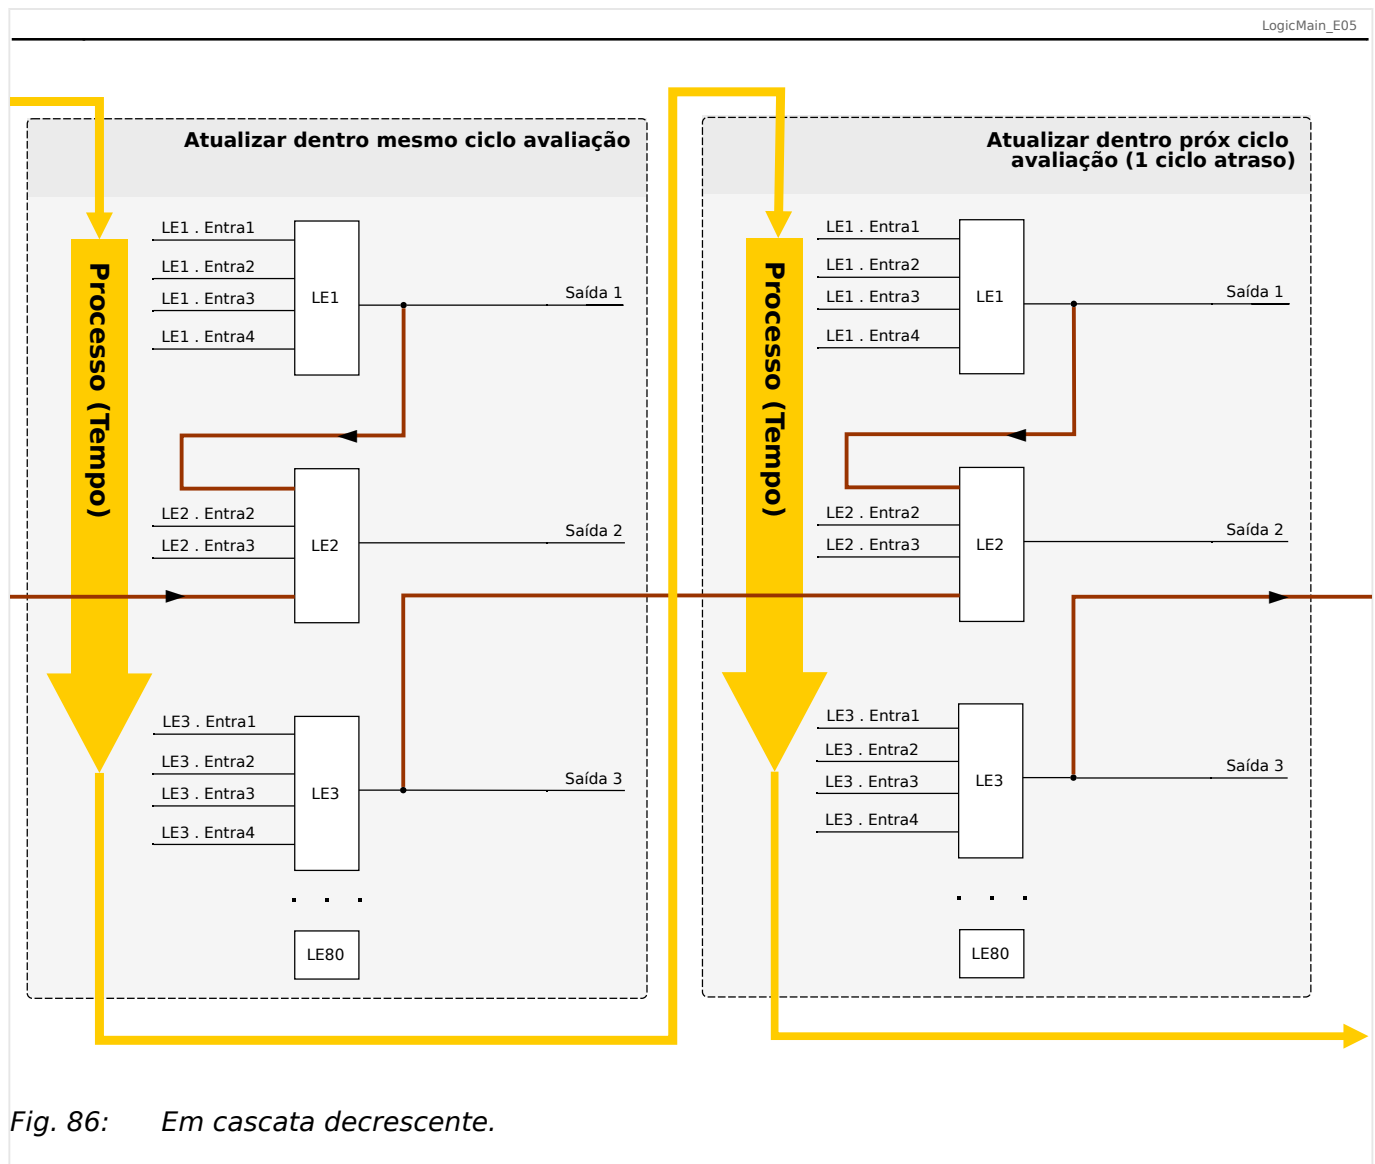 LogicMain_E05
Atualizar dentro mesmo ciclo avaliação
Processo (Tempo)
LE1 . Entra1
LE1 . Entra2
LE1 . Entra3
LE1 . Entra4
LE1
Saída 1
LE2 . Entra2
LE2 . Entra3
LE2
Saída 2
LE3 . Entra1
LE3 . Entra2
LE3 . Entra3
LE3 . Entra4
LE3
Saída 3
. . .
LE80
Atualizar dentro próx ciclo
avaliação (1 ciclo atraso)
Processo (Tempo)
LE1 . Entra1
LE1 . Entra2
LE1 . Entra3
LE1 . Entra4
LE1
Saída 1
LE2 . Entra2
LE2 . Entra3
LE2
Saída 2
LE3 . Entra1
LE3 . Entra2
LE3 . Entra3
LE3 . Entra4
LE3
Saída 3
. . .
LE80
Fig. 86: Em cascata decrescente.